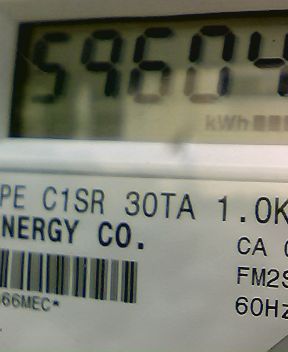 59604
kWh
PE C1SR 30TA 1.0K
NERGY CO.
CA
FM2S
66MEC*
60Hz